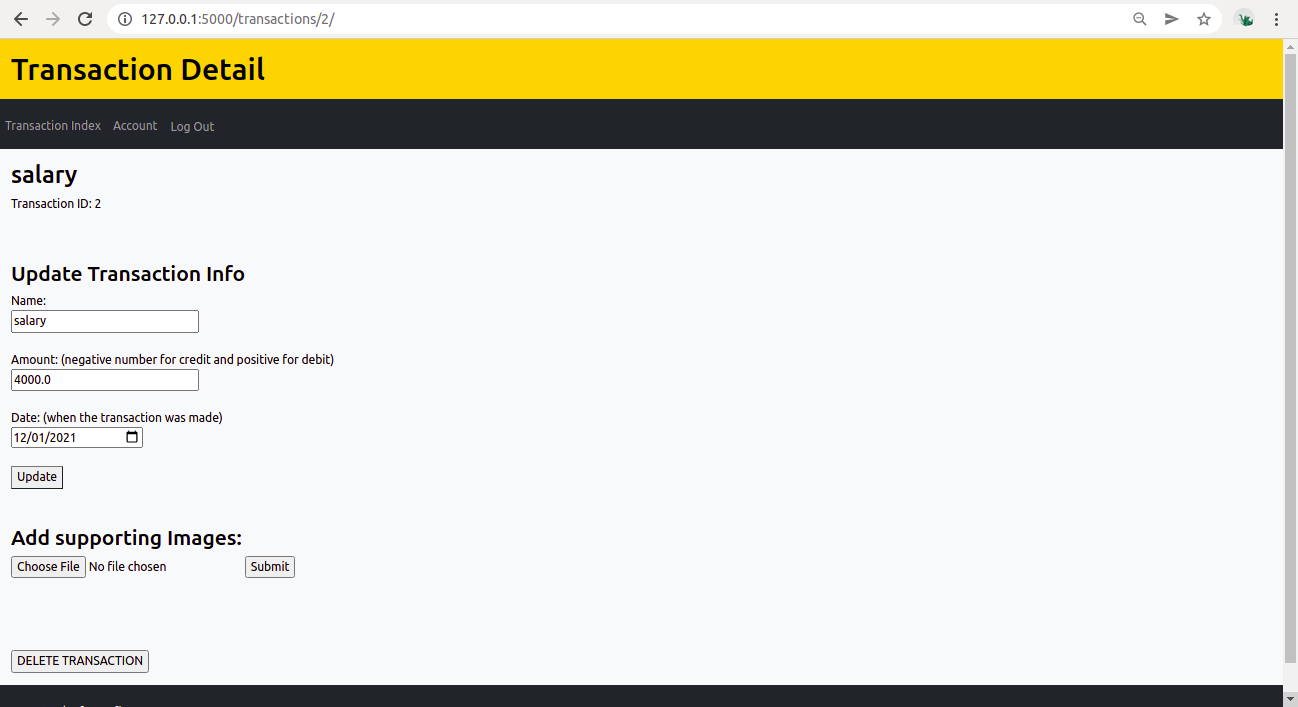 127.0.0.1:5000/transactions/2/
Transaction Detail
Transaction Index Account Log Out
salary
Transaction ID: 2
Update Transaction Info
Name:
salary
Amount: (negative number for credit and positive for debit)
4000.0
Date: (when the transaction was made)
12/01/2021
Update
Add supporting Images:
Choose File No file chosen Submit
DELETE TRANSACTION